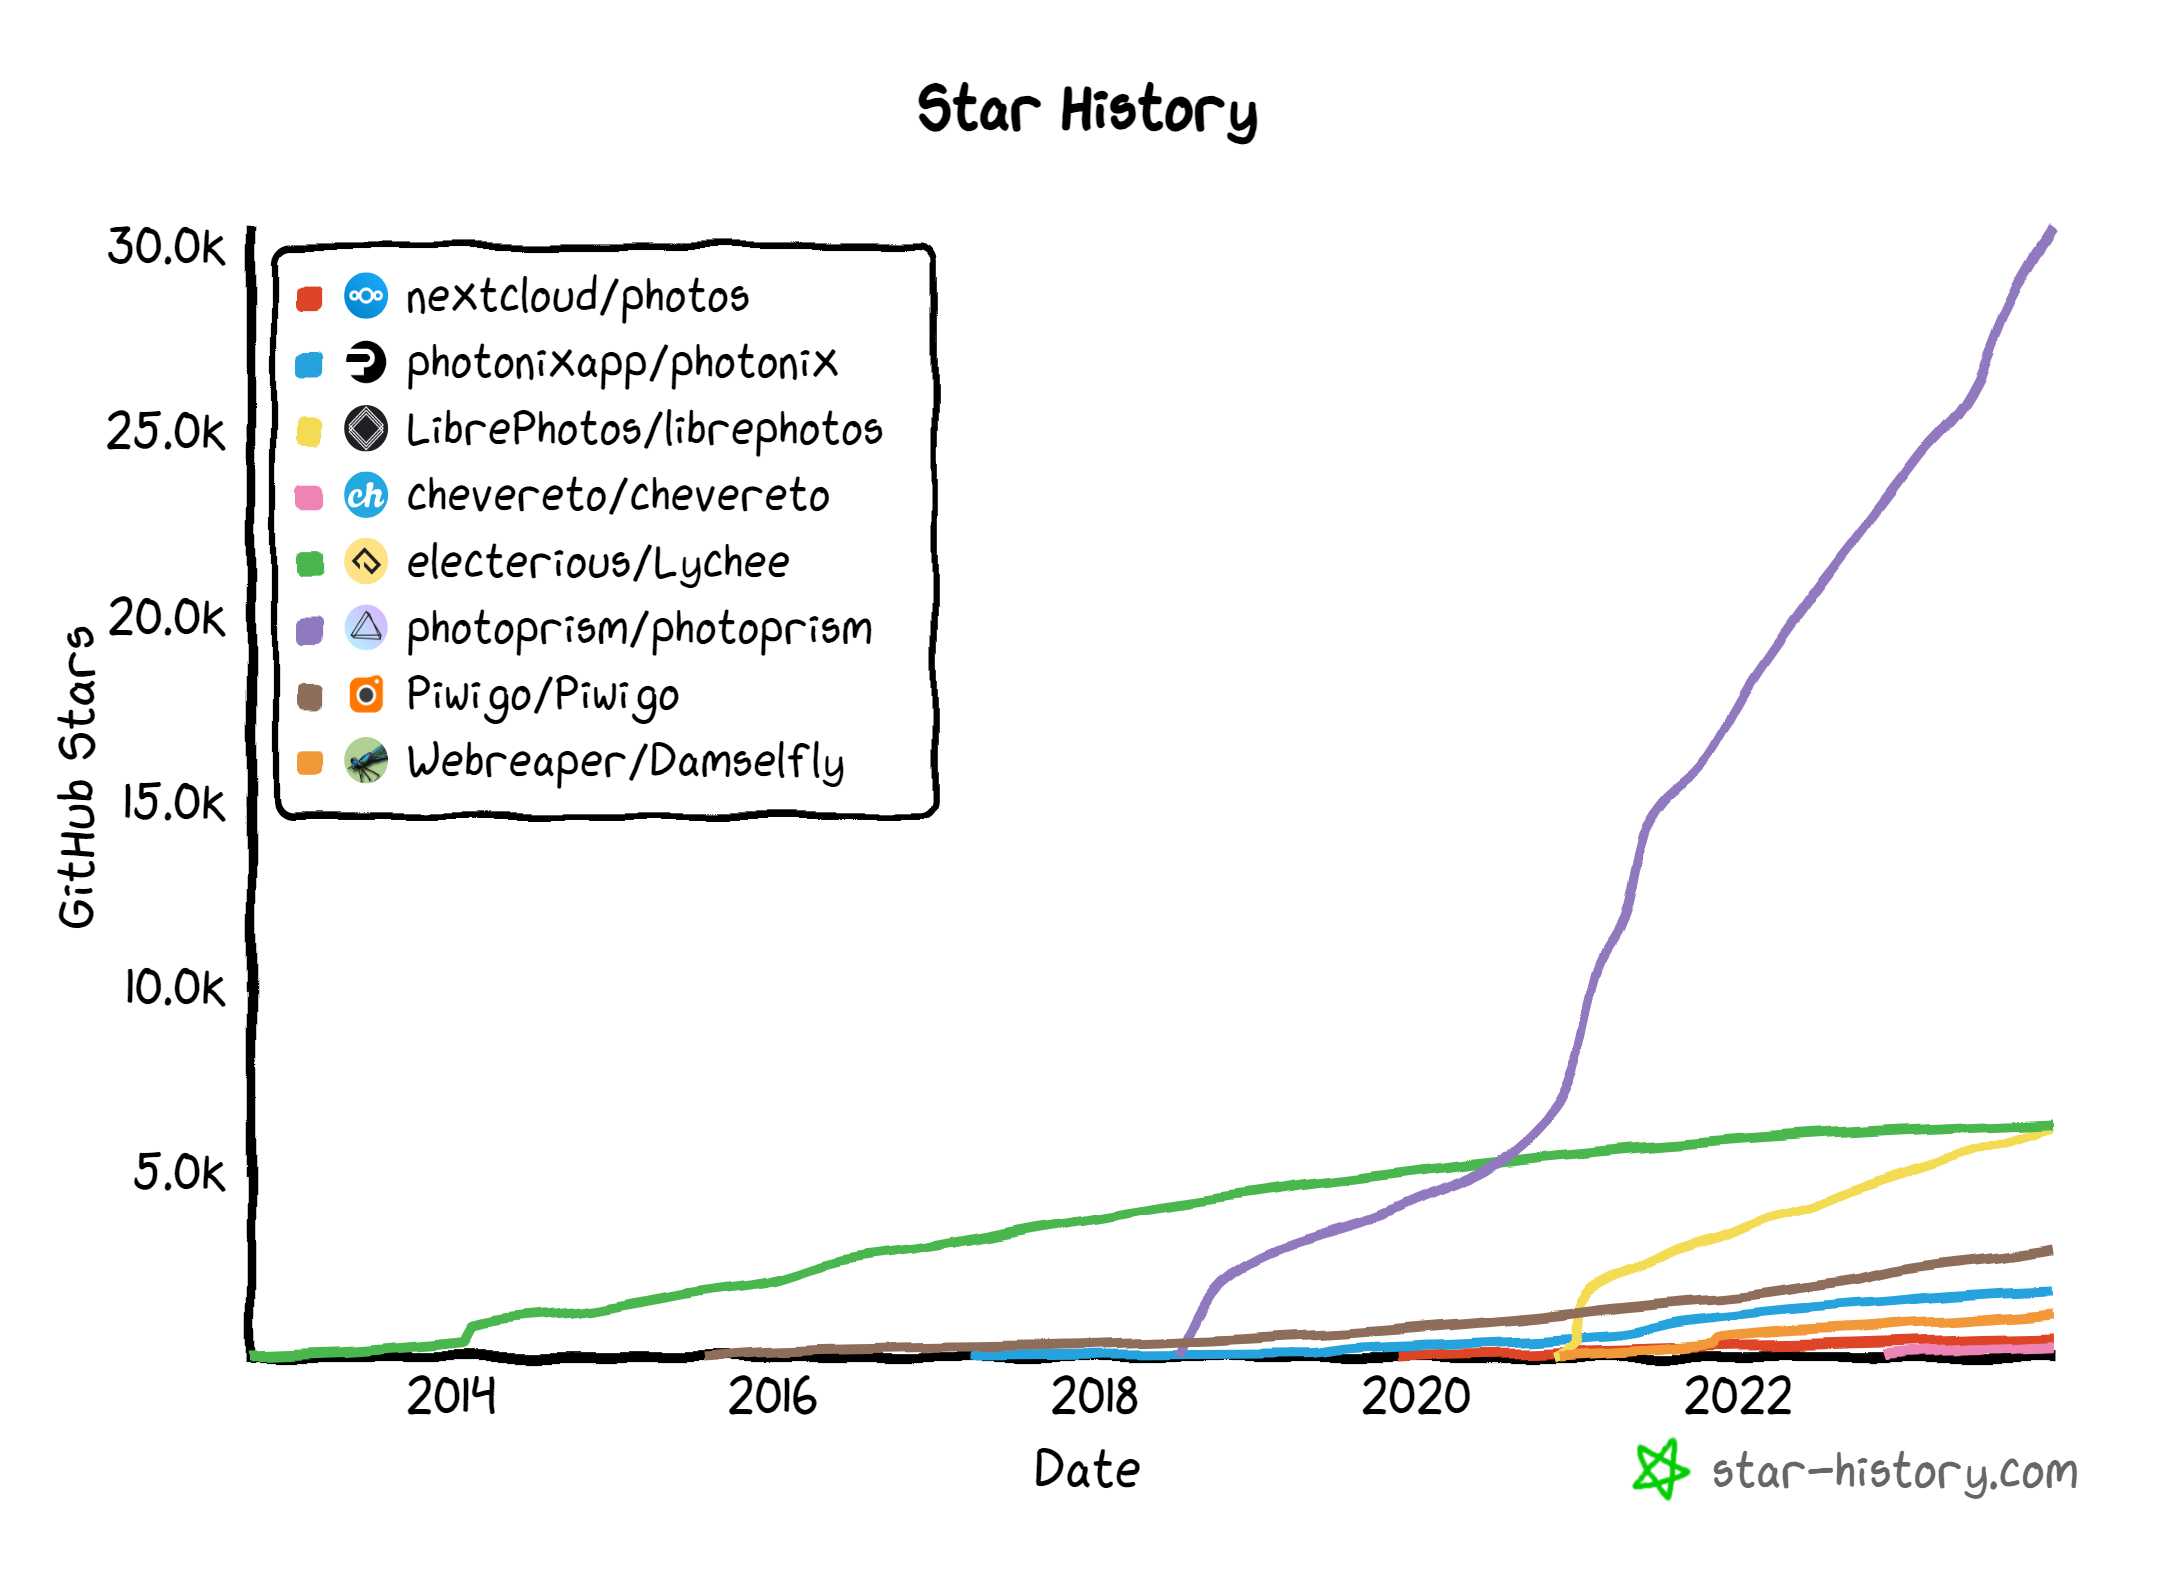 Star History
30.0K
25.0K
20.0K
15.0K
10.0K
5.0K
GitHub Stars
nextcloud/photos
photonixapp/photonix
LibrePhotos/librephotos
ch
chevereto/chevereto
electerious/Lychee
photoprism/photoprism
Piwigo/Piwigo
Webreaper/Damselfly
2014 2016 2018 2020 2022
Date
star-history.com